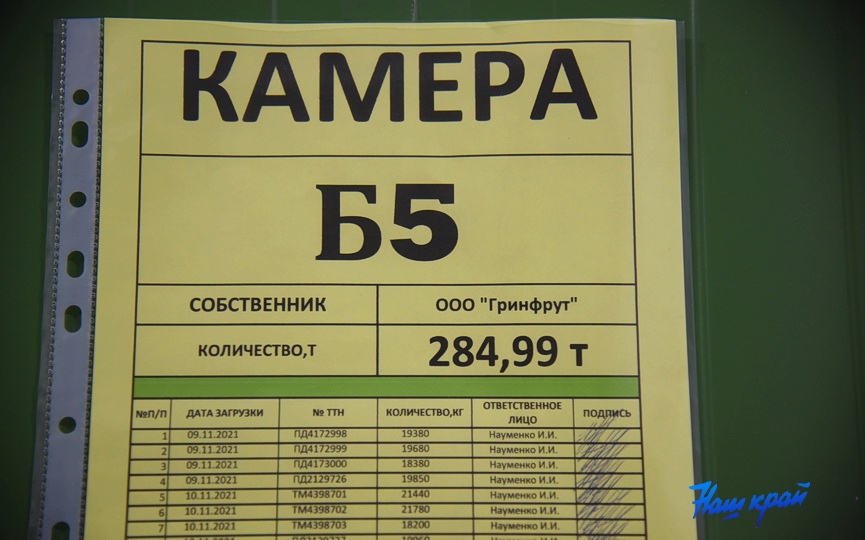 КАМЕРА
Б5
СОБСТВЕННИК ООО "Гринфрут"
КОЛИЧЕСТВО,Т 284,99 т
№П/П ДАТА ЗАГРУЗКИ № ТТН КОЛИЧЕСТВО,КГ ОТВЕТСТВЕННОЕ ЛИЦО ПОДПИСЬ
1 09.11.2021 ПД4172998 19380 Науменко И.И.
2 09.11.2021 ПД4172999 19680 Науменко И.И.
3 09.11.2021 ПД4173000 18380 Науменко И.И.
4 09.11.2021 ПД2129726 19850 Науменко И.И.
5 10.11.2021 ТМ4398701 21440 Науменко И.И.
6 10.11.2021 ТМ4398702 21780 Науменко И.И.
7 10.11.2021 ТМ4398703 18200 Науменко И.И.
Наш край